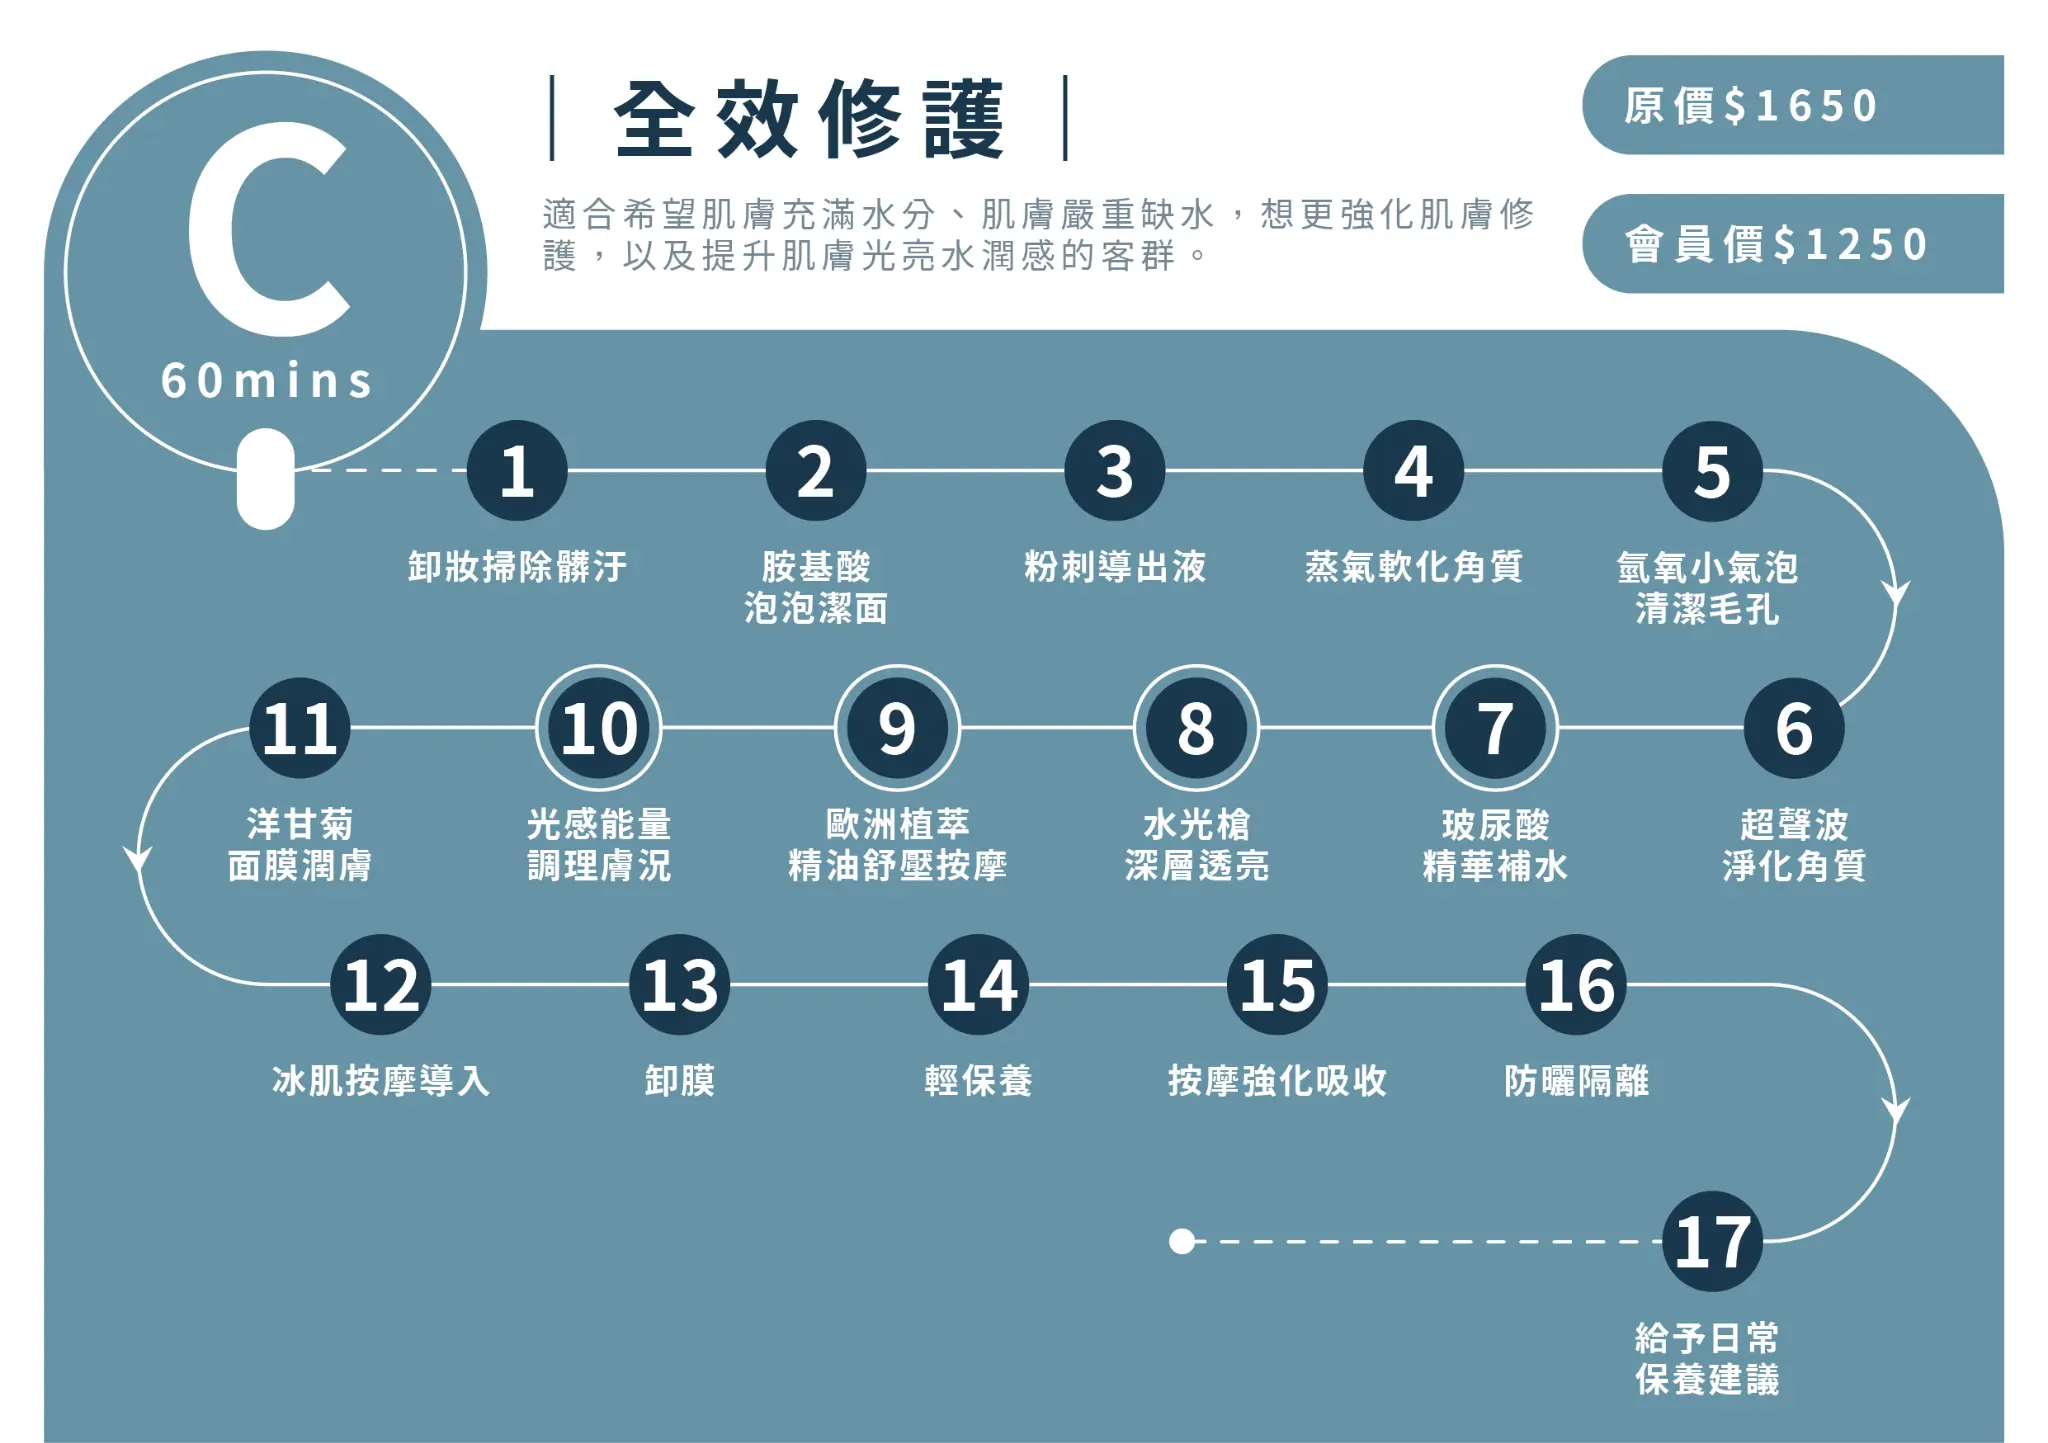 C
60mins
全效修護
適合希望肌膚充滿水分、肌膚嚴重缺水，想更強化肌膚修
護，以及提升肌膚光亮水潤感的客群。
原價$1650
會員價$1250
1
卸妝掃除髒汙
2
胺基酸
泡泡潔面
3
粉刺導出液
4
蒸氣軟化角質
5
氫氧小氣泡
清潔毛孔
6
超聲波
淨化角質
7
玻尿酸
精華補水
8
水光槍
深層透亮
9
歐洲植萃
精油舒壓按摩
10
光感能量
調理膚況
11
洋甘菊
面膜潤膚
12
冰肌按摩導入
13
卸膜
14
輕保養
15
按摩強化吸收
16
防曬隔離
17
給予日常
保養建議